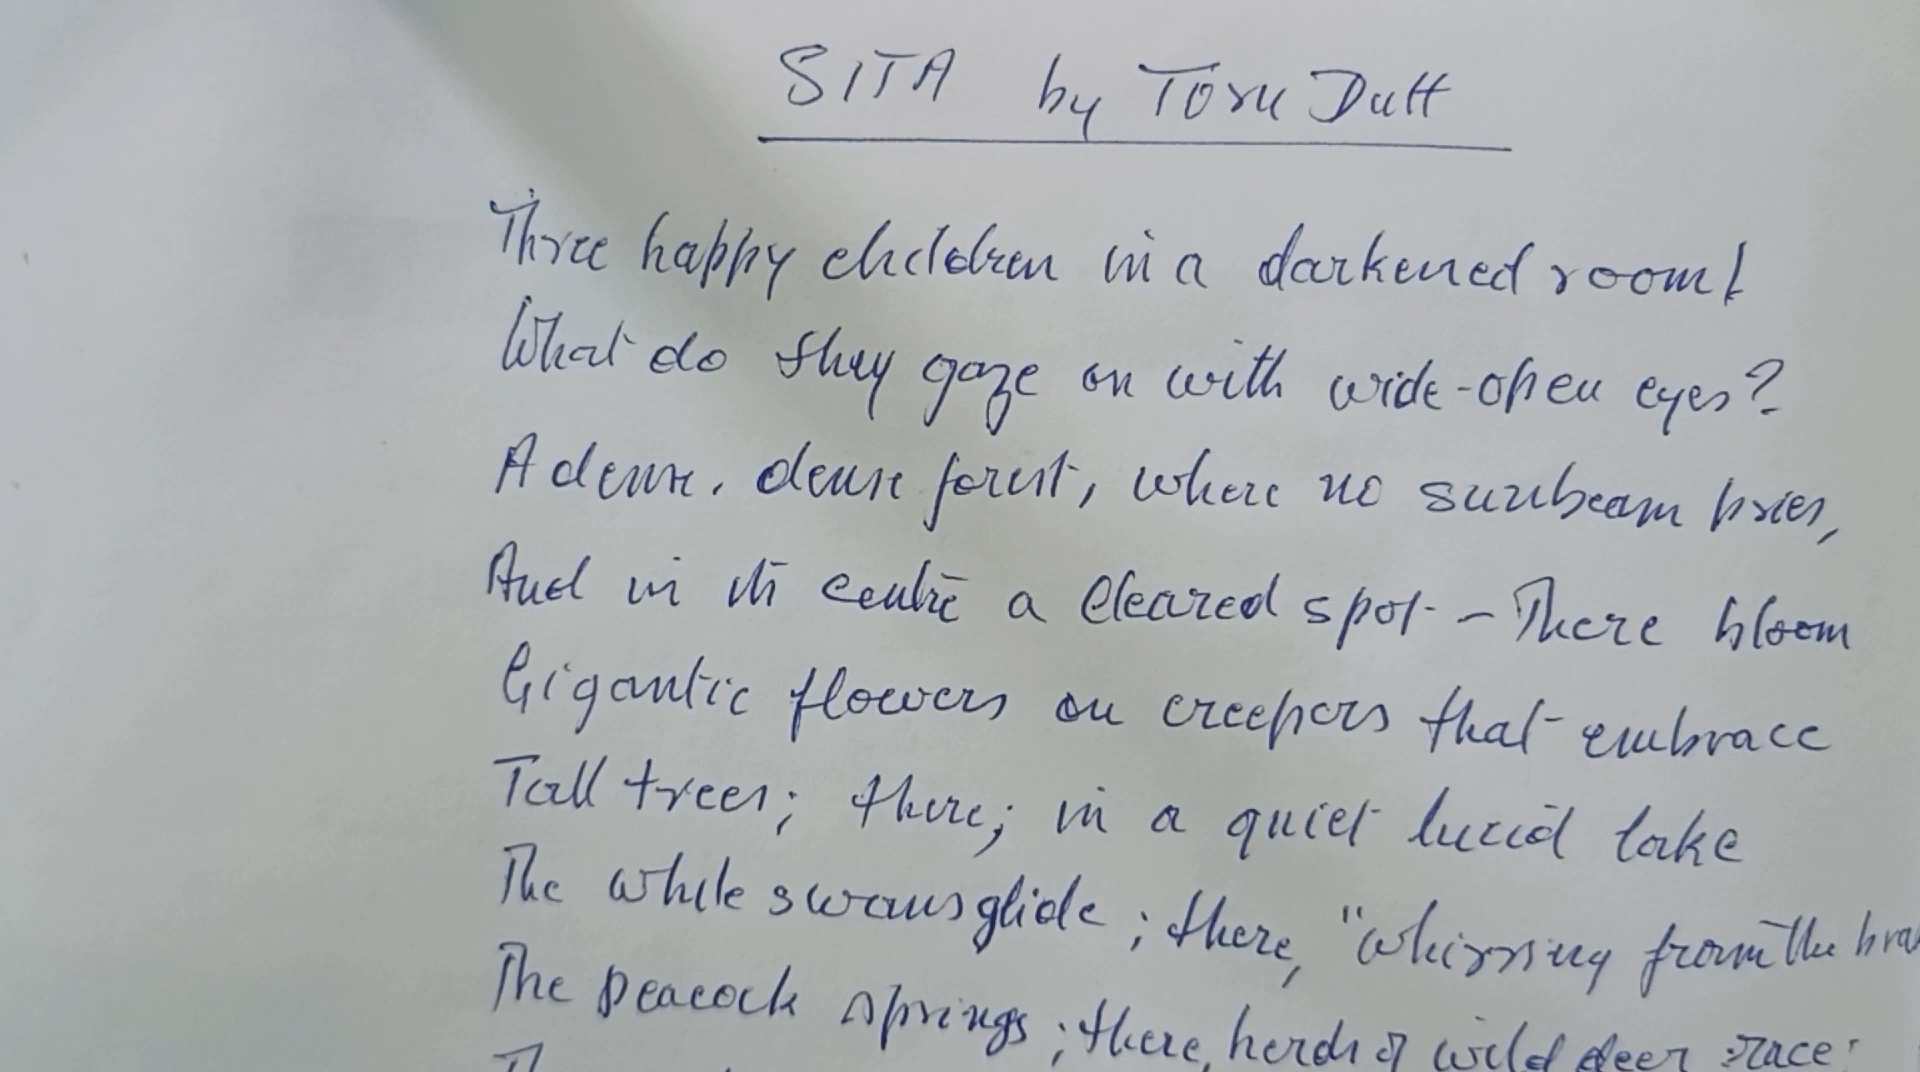 SITA by Toru Dutt
Three happy children in a darkened room!
What do they gaze on with wide-open eyes?
A dense, dense forest, where no sunbeam pries,
And in its centre a cleared spot - There bloom
Gigantic flowers on creepers that embrace
Tall trees; there; in a quiet lucid lake
The white swans glide; there, "whirring from the bra
The peacock springs; there, herds of wild deer race;